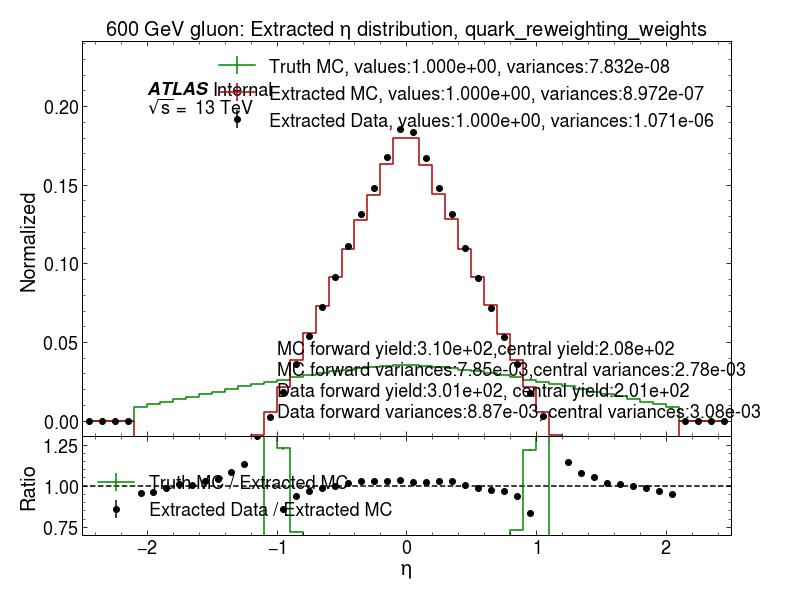 600 GeV gluon: Extracted η distribution, quark_reweighting_weights
Truth MC, values:1.000e+00, variances:7.832e-08
ATLAS Internal
Extracted MC, values:1.000e+00, variances:8.972e-07
√s = 13 TeV
Extracted Data, values:1.000e+00, variances:1.071e-06
Normalized
0.20
0.15
0.10
0.05
0.00
MC forward yield:3.10e+02,central yield:2.08e+02
MC forward variances:7.85e-03,central variances:2.78e-03
Data forward yield:3.01e+02, central yield:2.01e+02
Data forward variances:8.87e-03, central variances:3.08e-03
Ratio
1.25
1.00
0.75
Truth MC / Extracted MC
Extracted Data / Extracted MC
−2 −1 0 1 2
η